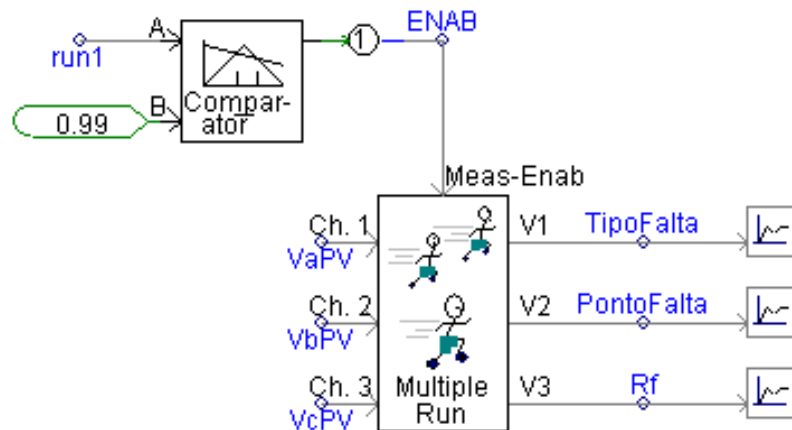 A
run1
Compar-
ator
B
0.99
1
ENAB
Meas-Enab
Ch. 1
VaPV
Ch. 2
VbPV
Ch. 3
VcPV
Multiple
Run
V1
TipoFalta
V2
PontoFalta
V3
Rf